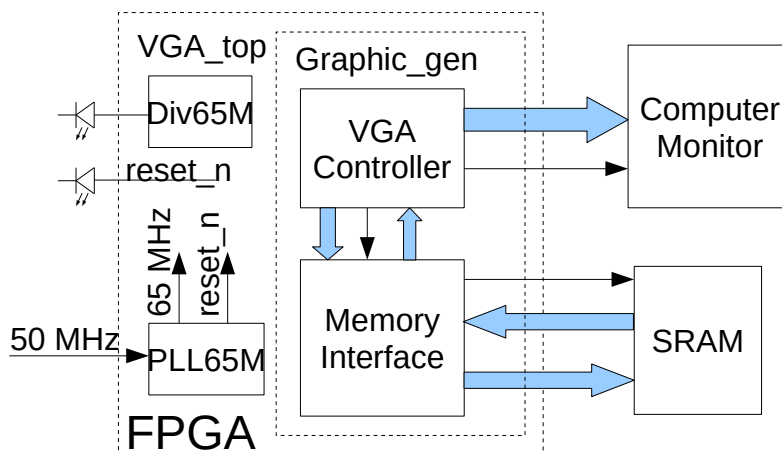 VGA_top
Graphic_gen
Div65M
VGA
Controller
Computer
Monitor
reset_n
65 MHz
reset_n
50 MHz
PLL65M
Memory
Interface
SRAM
FPGA